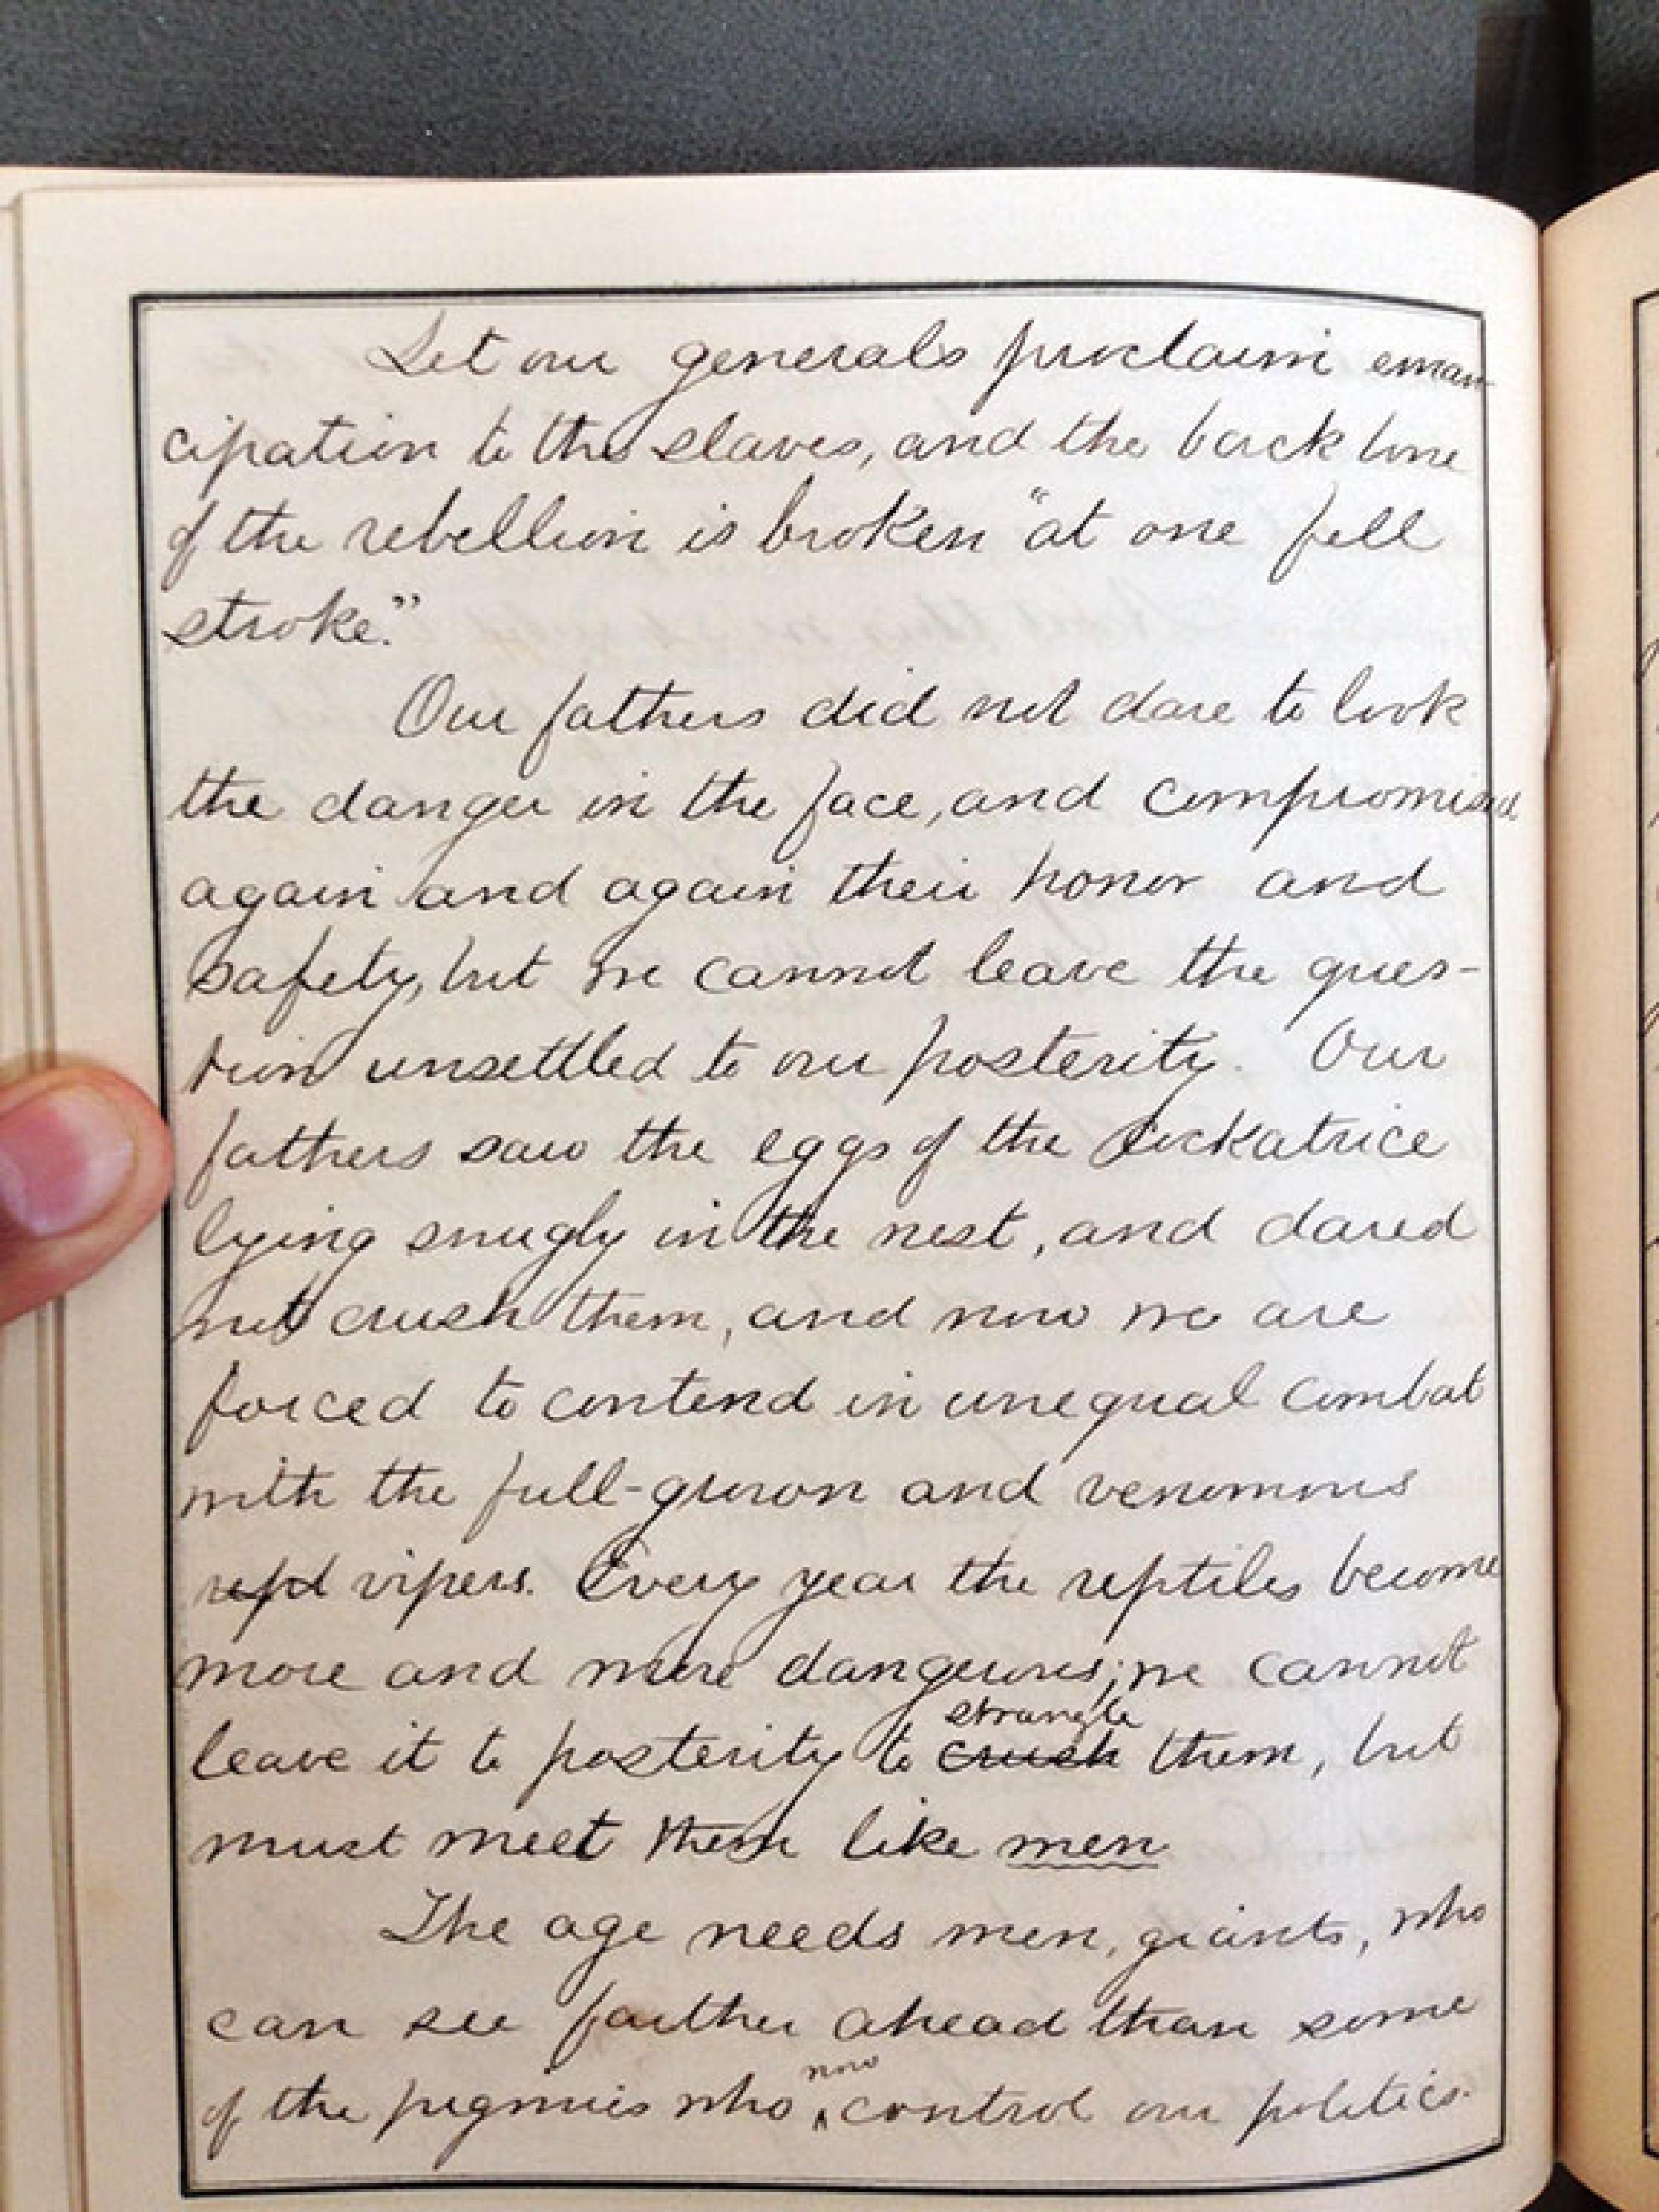 Let our generals proclaim eman-
cipation to the slaves, and the back bone
of the rebellion is broken "at one fell
stroke."
Our fathers did not dare to look
the danger in the face, and compromised
again and again their honor and
safety, but we cannot leave the ques-
tion unsettled to our posterity. Our
fathers saw the eggs of the cockatrice
lying snugly in the nest, and dared
not crush them, and now we are
forced to contend in unequal combat
with the full-grown and venomous
vipers. Every year the reptiles become
more and more dangerous; we cannot
strangle
leave it to posterity to crush them, but
must meet them like men
The age needs men, giants, who
can see farther ahead than some
now
of the pigmies who control our politics.